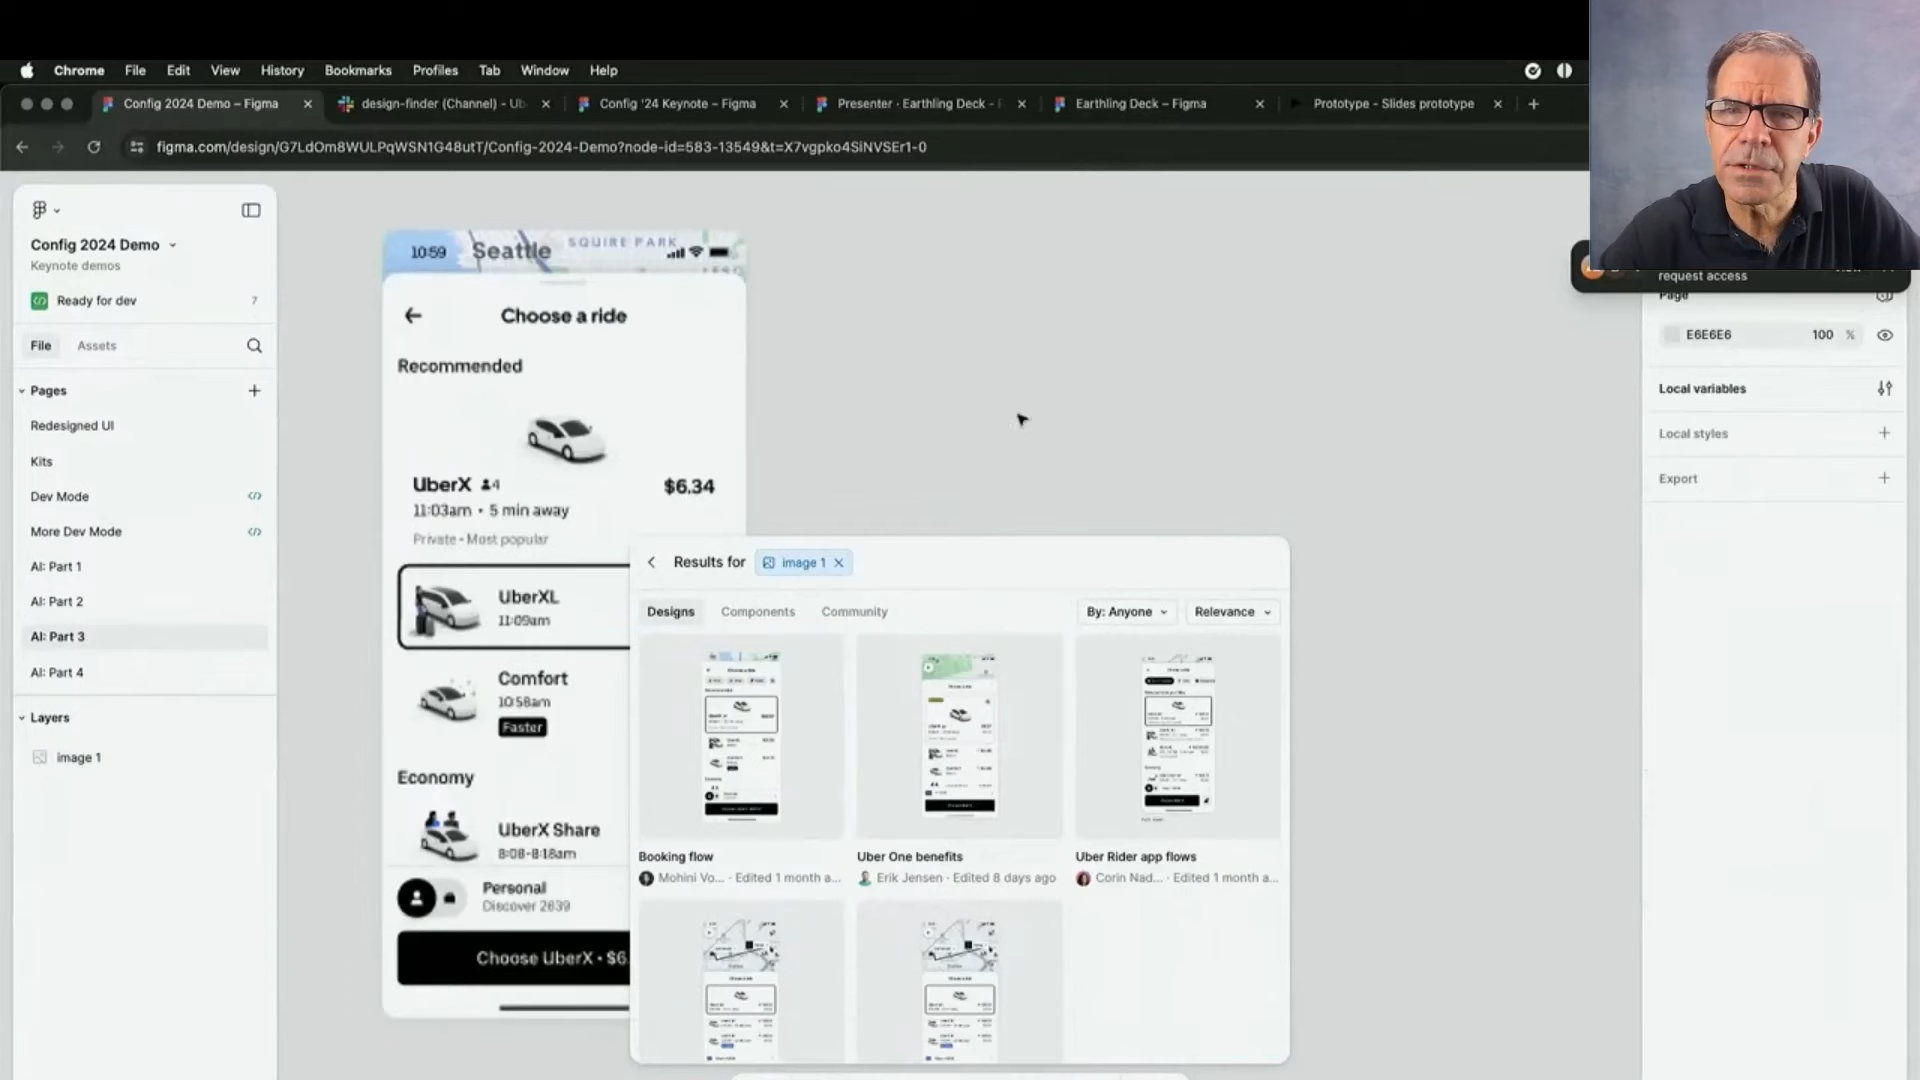 Chrome File Edit View History Bookmarks Profiles Tab Window Help
Config 2024 Demo – Figma
design-finder (Channel) - Ub
Config '24 Keynote – Figma
Presenter · Earthling Deck -
Earthling Deck – Figma
Prototype - Slides prototype
figma.com/design/G7LdOm8WULPqWSN1G48utT/Config-2024-Demo?node-id=583-13549&t=X7vgpko4SiNVSEr1-0
Config 2024 Demo
Keynote demos
Ready for dev 7
File Assets
Pages
Redesigned UI
Kits
Dev Mode
More Dev Mode
AI: Part 1
AI: Part 2
AI: Part 3
AI: Part 4
Layers
image 1
10:59 Seattle SQUIRE PARK
Choose a ride
Recommended
UberX 4 $6.34
11:03am • 5 min away
Private • Most popular
UberXL
11:09am
Comfort
10:58am
Faster
Economy
UberX Share
8:08-8:18am
Personal
Discover 2639
Choose UberX • $6.
Results for image 1
Designs Components Community By: Anyone Relevance
Booking flow
Mohini Vo... · Edited 1 month a...
Uber One benefits
Erik Jensen · Edited 8 days ago
Uber Rider app flows
Corin Nad... · Edited 1 month a...
request access
Page
E6E6E6 100 %
Local variables
Local styles
Export